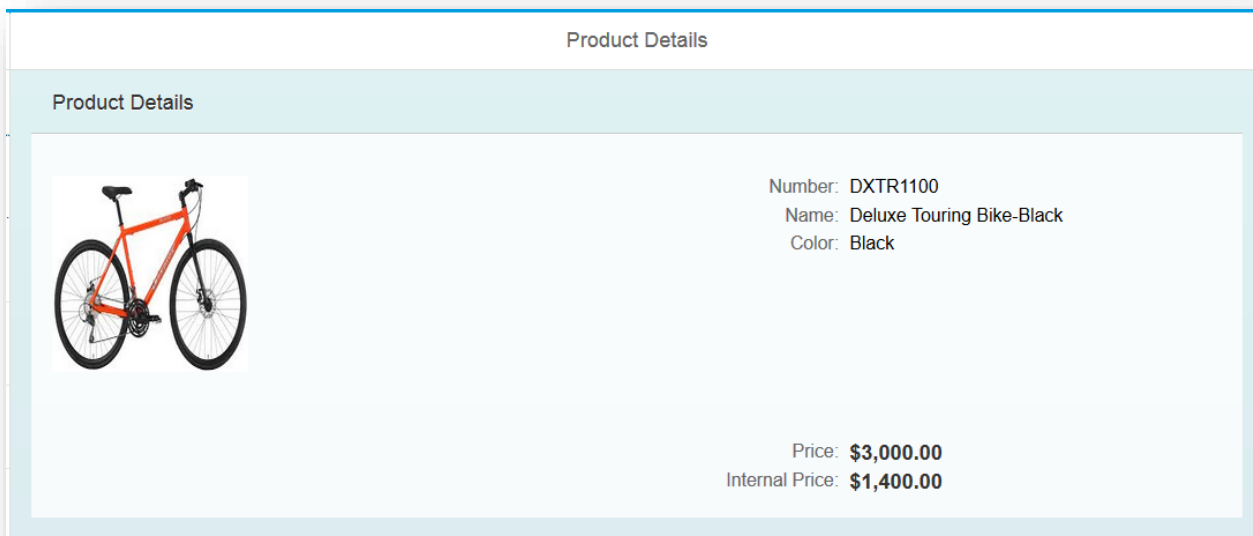 Product Details
Product Details
Number: DXTR1100
Name: Deluxe Touring Bike-Black
Color: Black
Price: $3,000.00
Internal Price: $1,400.00